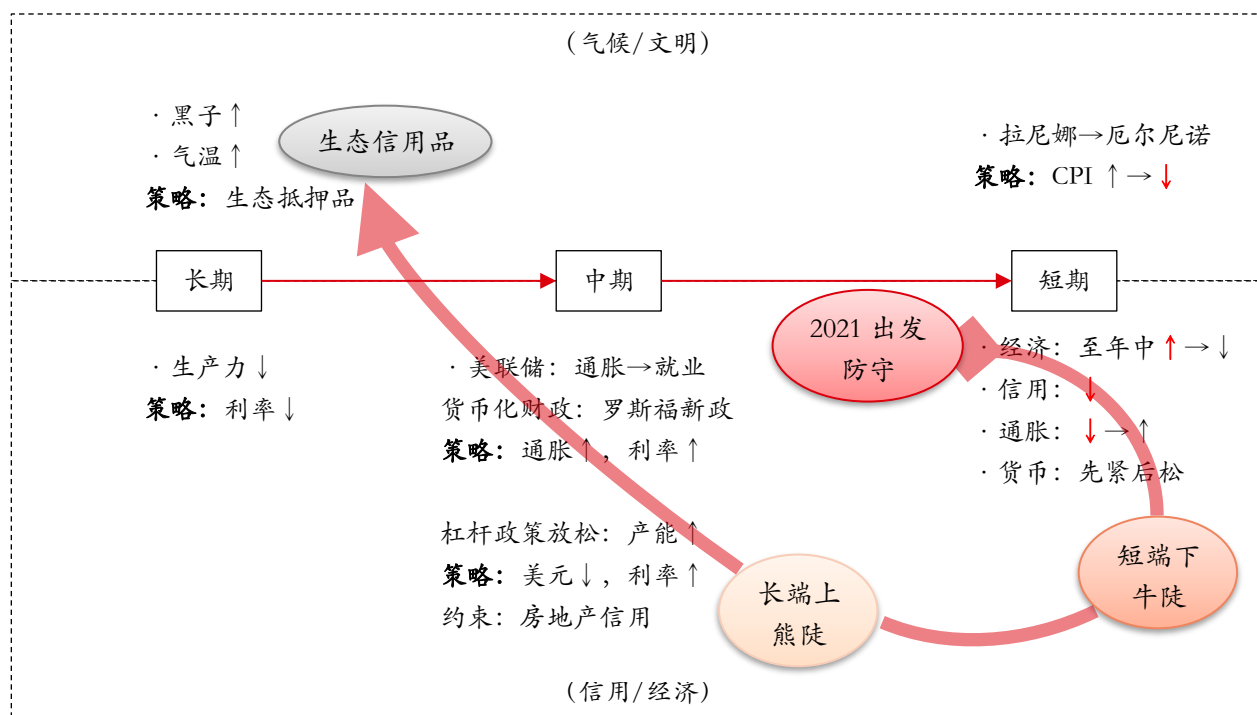 （气候/文明）
· 黑子↑
· 气温↑
策略：生态抵押品
生态信用品
· 拉尼娜→厄尔尼诺
策略：CPI ↑→↓
长期
中期
短期
2021 出发
防守
· 生产力↓
策略：利率↓
· 美联储：通胀→就业
货币化财政：罗斯福新政
策略：通胀↑，利率↑
· 经济：至年中↑→↓
· 信用：↓
· 通胀：↓→↑
· 货币：先紧后松
杠杆政策放松：产能↑
策略：美元↓，利率↑
约束：房地产信用
长端上
熊陡
短端下
牛陡
（信用/经济）